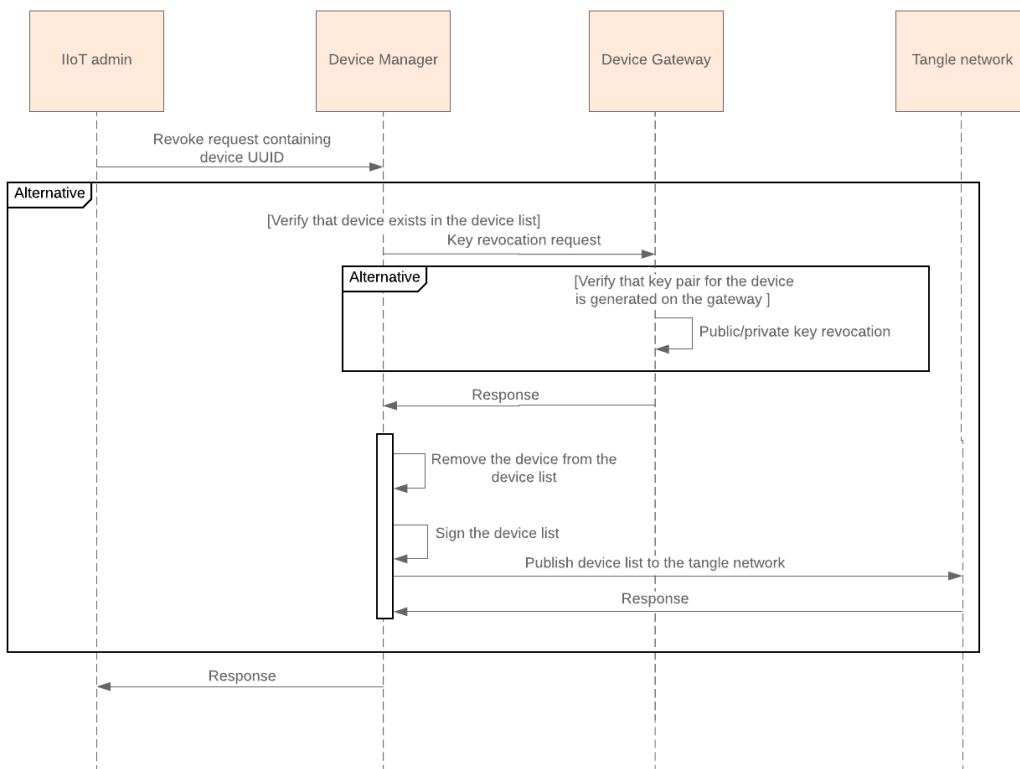 IIoT admin
Device Manager
Device Gateway
Tangle network
Revoke request containing
device UUID
Alternative
[Verify that device exists in the device list]
Key revocation request
Alternative
[Verify that key pair for the device
is generated on the gateway ]
Public/private key revocation
Response
Remove the device from the
device list
Sign the device list
Publish device list to the tangle network
Response
Response